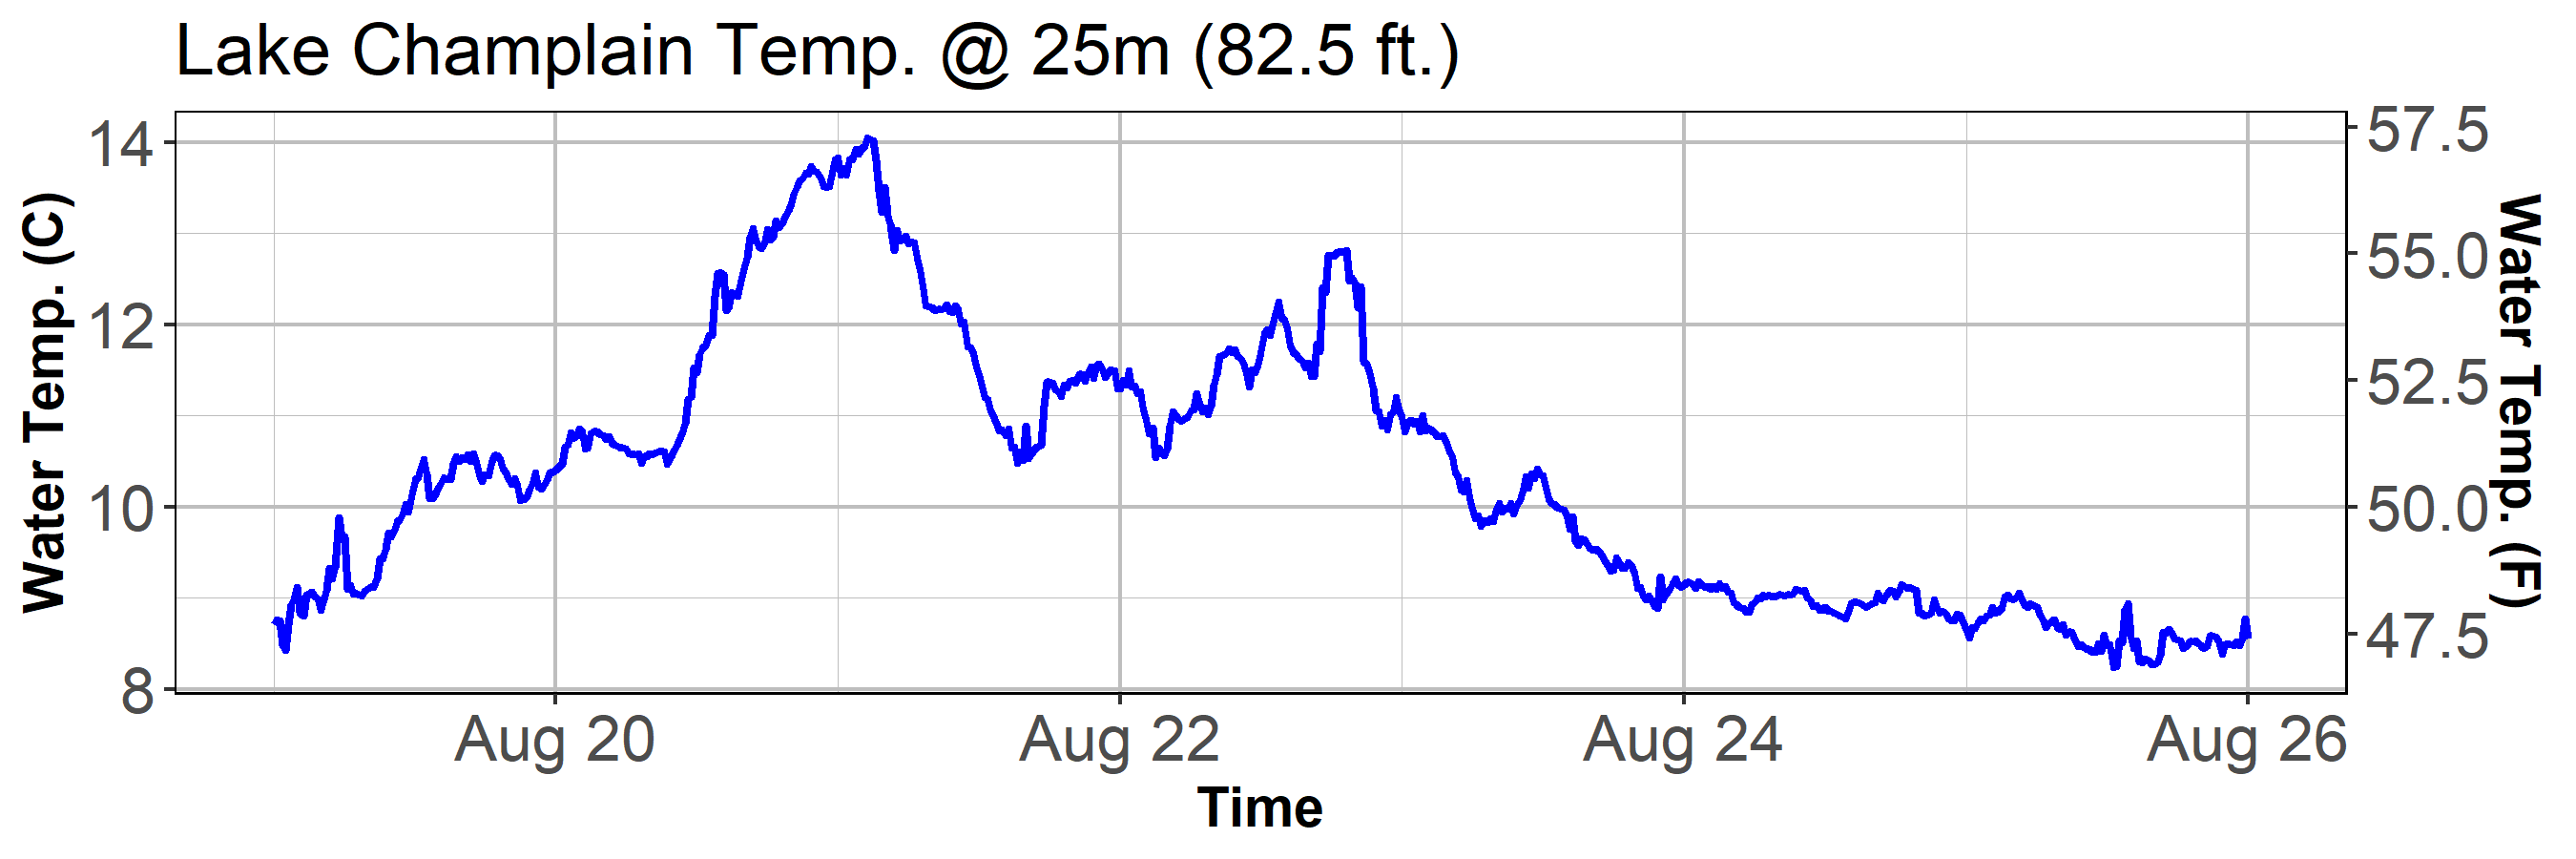 Lake Champlain Temp. @ 25m (82.5 ft.)
Water Temp. (C)
14
12
10
8
57.5
55.0
52.5
50.0
47.5
Water Temp. (F)
Aug 20
Aug 22
Aug 24
Aug 26
Time